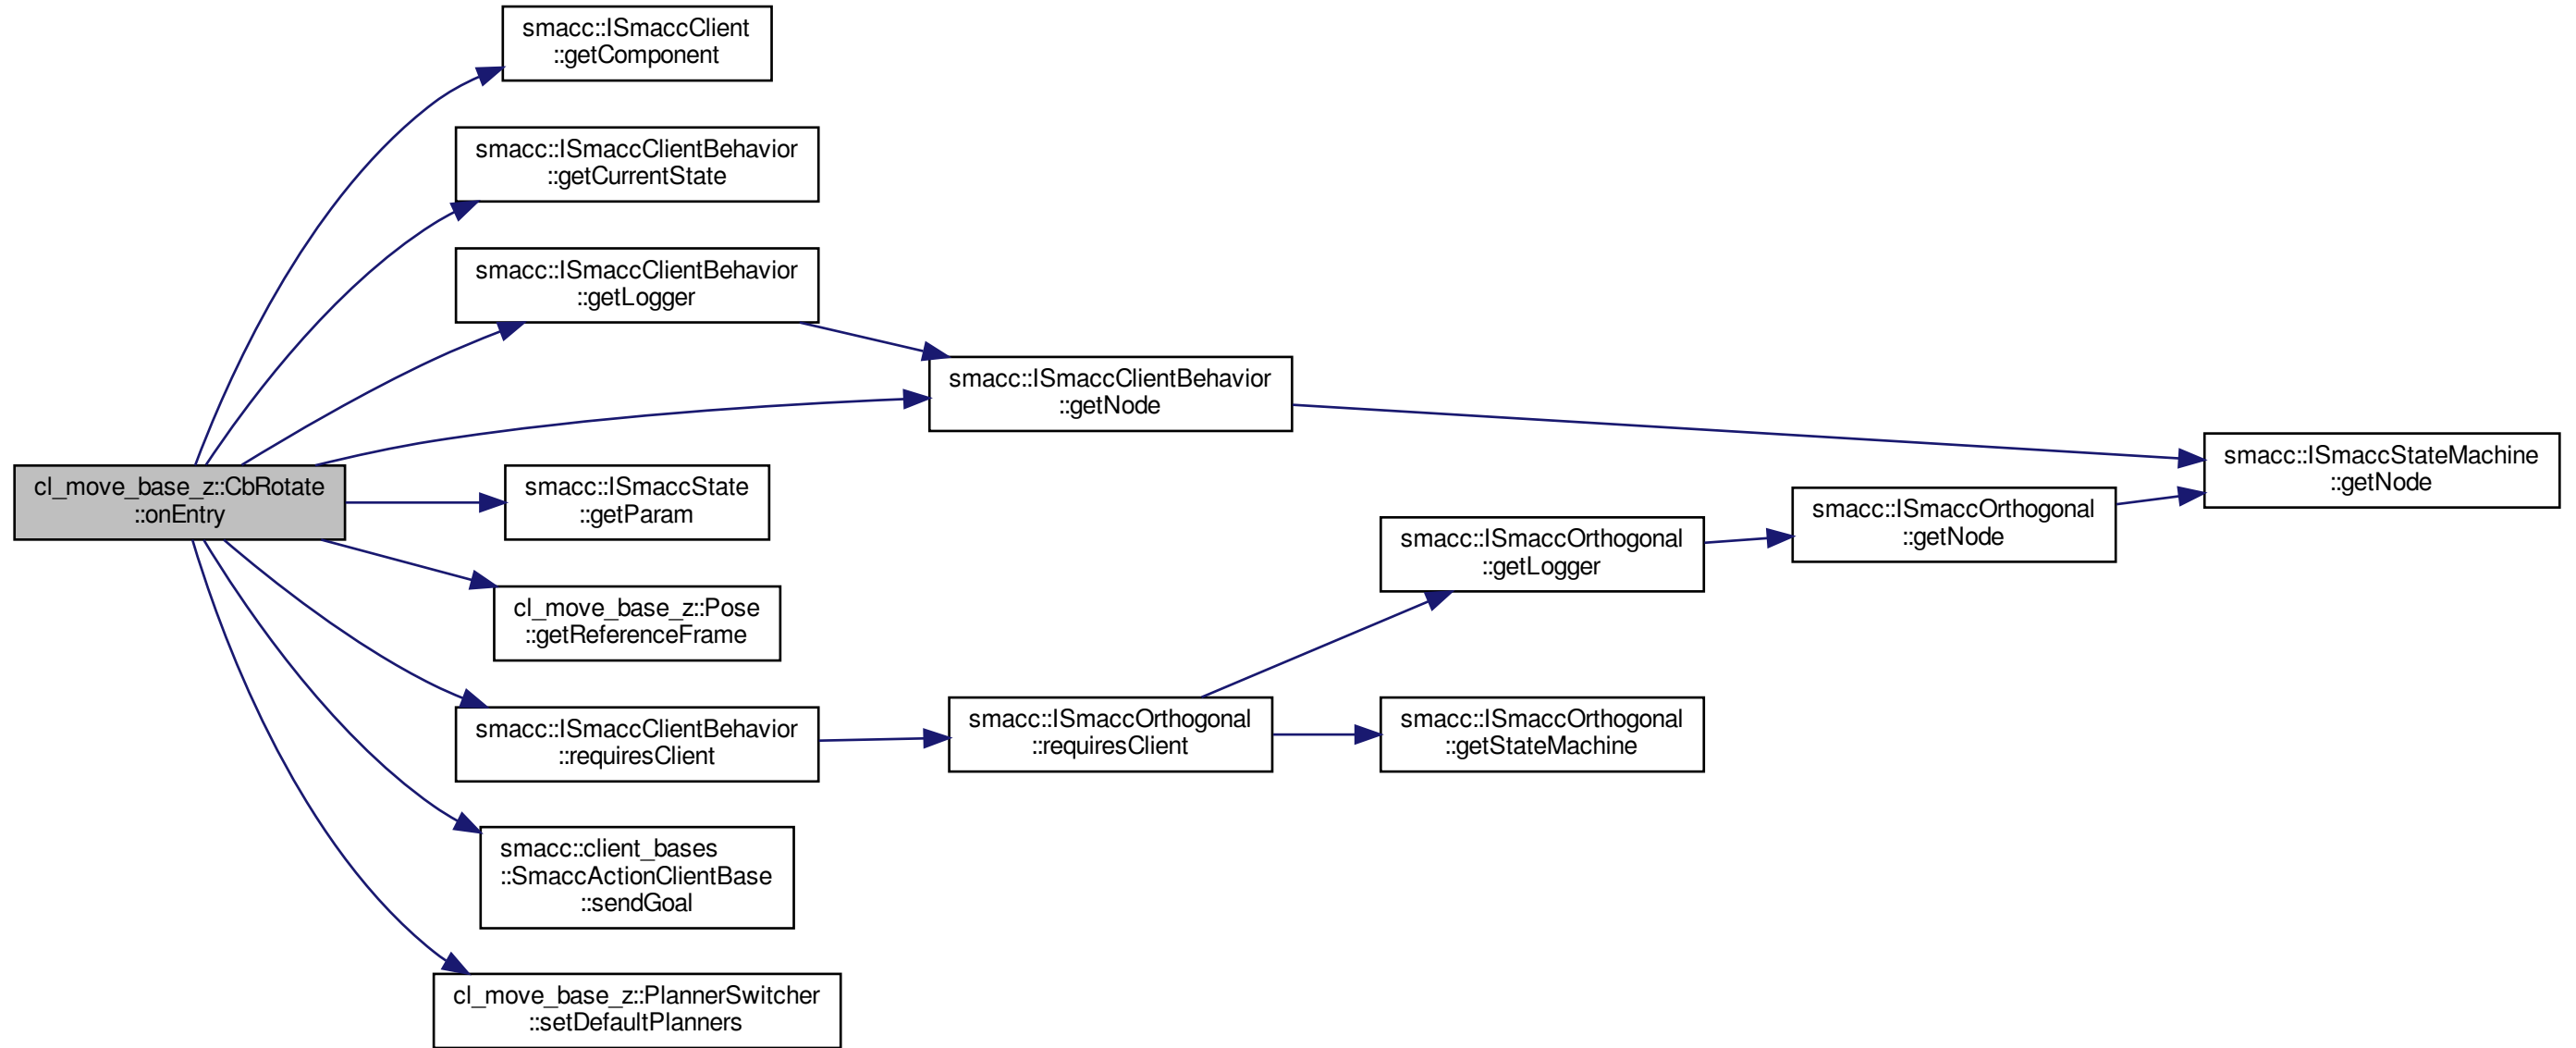 smacc::ISmaccClient
::getComponent
smacc::ISmaccClientBehavior
::getCurrentState
smacc::ISmaccClientBehavior
::getLogger
smacc::ISmaccClientBehavior
::getNode
smacc::ISmaccStateMachine
::getNode
cl_move_base_z::CbRotate
::onEntry
smacc::ISmaccState
::getParam
smacc::ISmaccOrthogonal
::getNode
smacc::ISmaccOrthogonal
::getLogger
cl_move_base_z::Pose
::getReferenceFrame
smacc::ISmaccClientBehavior
::requiresClient
smacc::ISmaccOrthogonal
::requiresClient
smacc::ISmaccOrthogonal
::getStateMachine
smacc::client_bases
::SmaccActionClientBase
::sendGoal
cl_move_base_z::PlannerSwitcher
::setDefaultPlanners